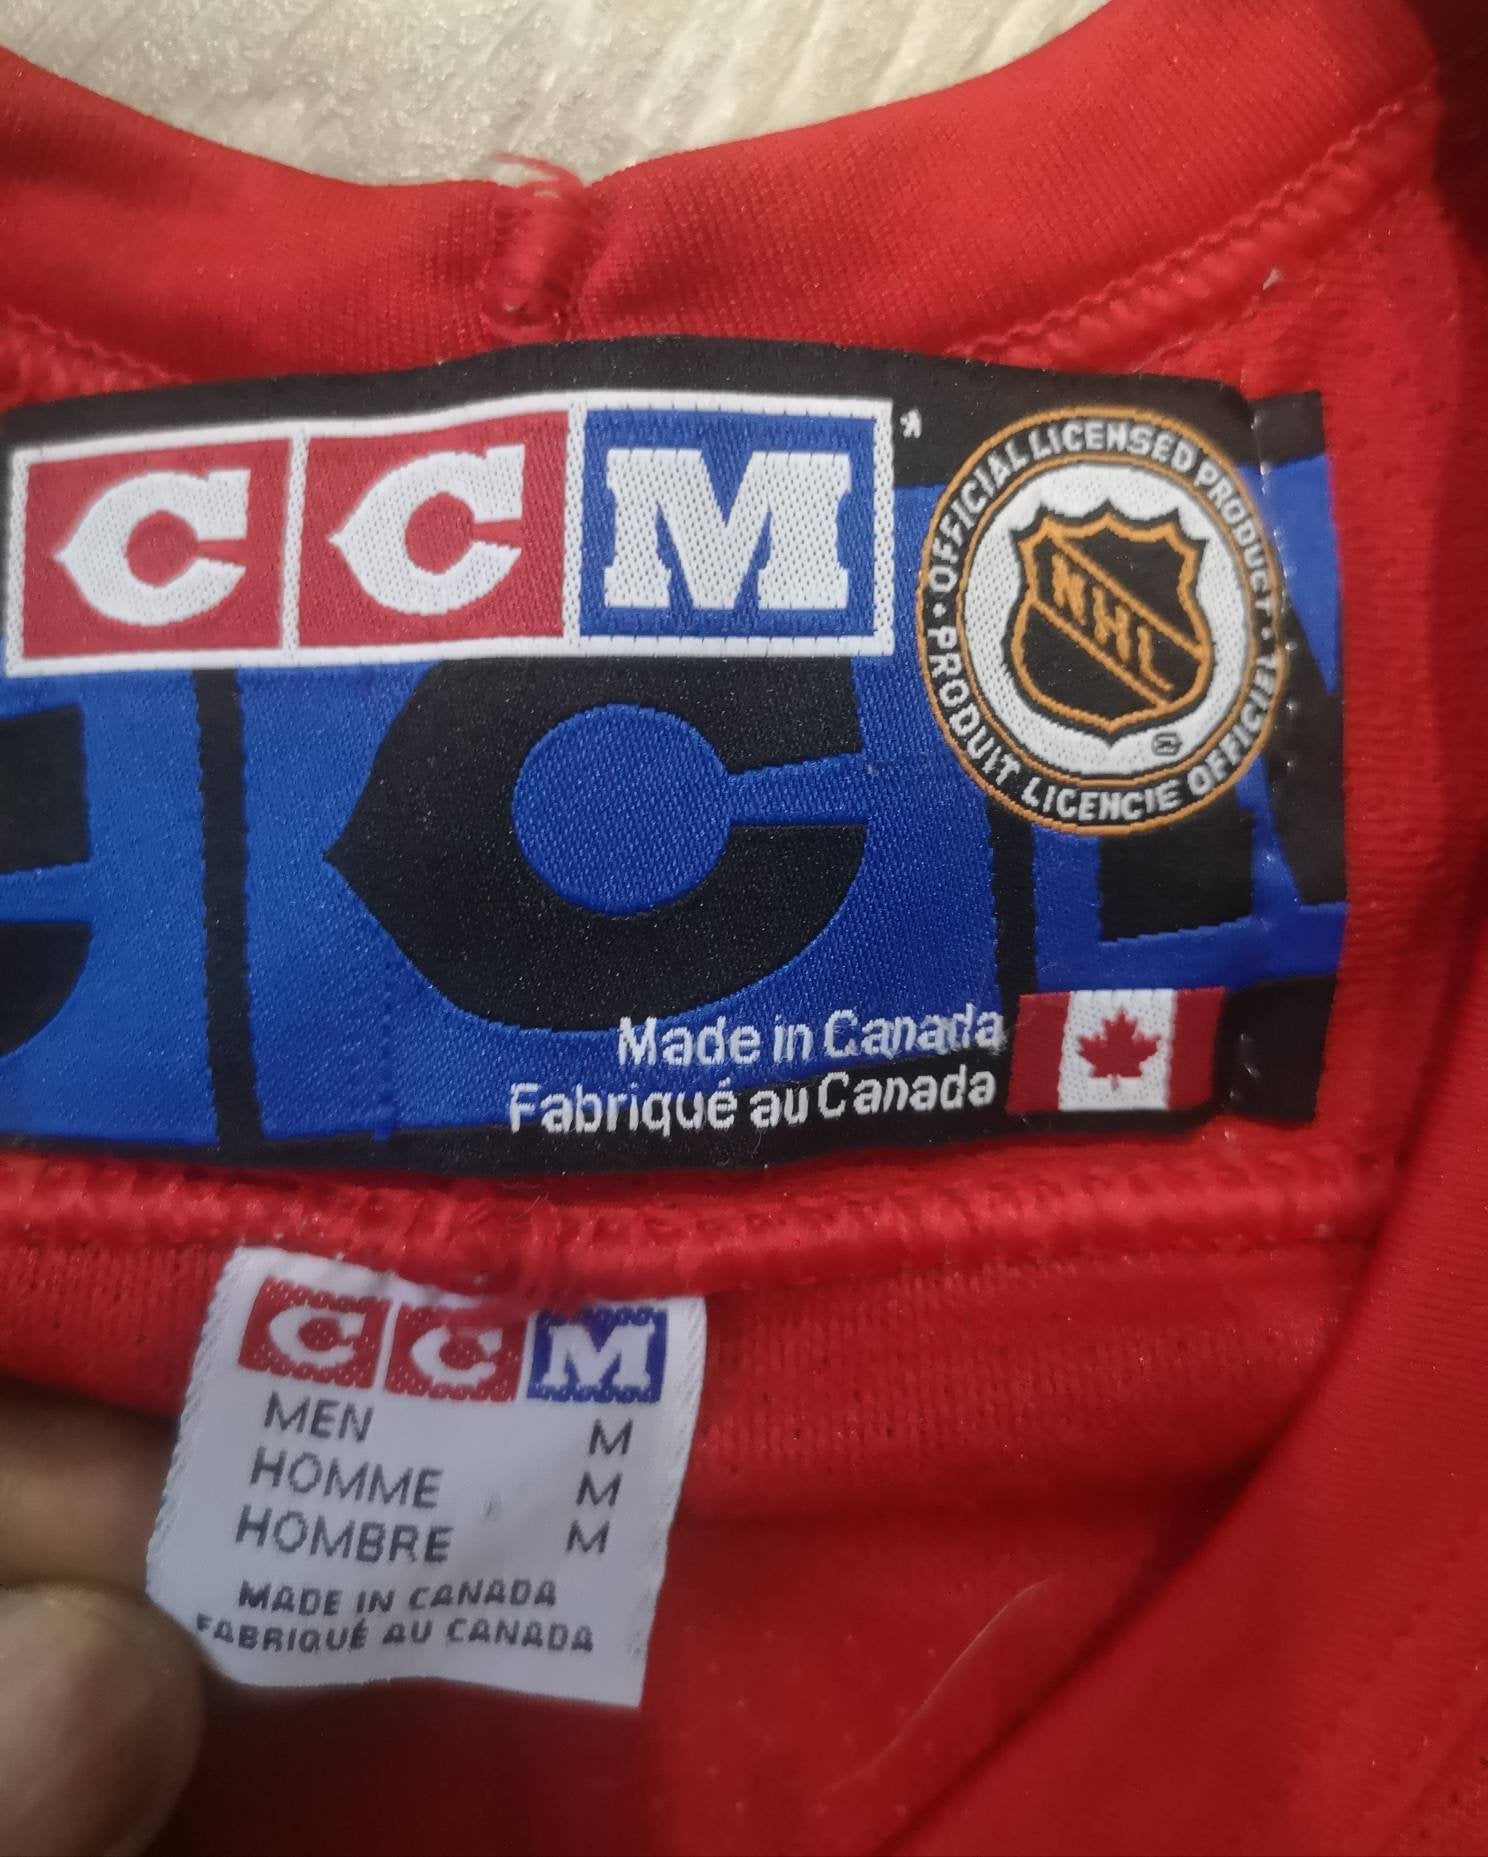 CCM
OFFICIAL LICENSED PRODUCT • PRODUIT LICENCIE OFFICIEL •
NHL
®
Made in Canada
Fabriqué au Canada
CCM
MEN M
HOMME M
HOMBRE M
MADE IN CANADA
FABRIQUÉ AU CANADA